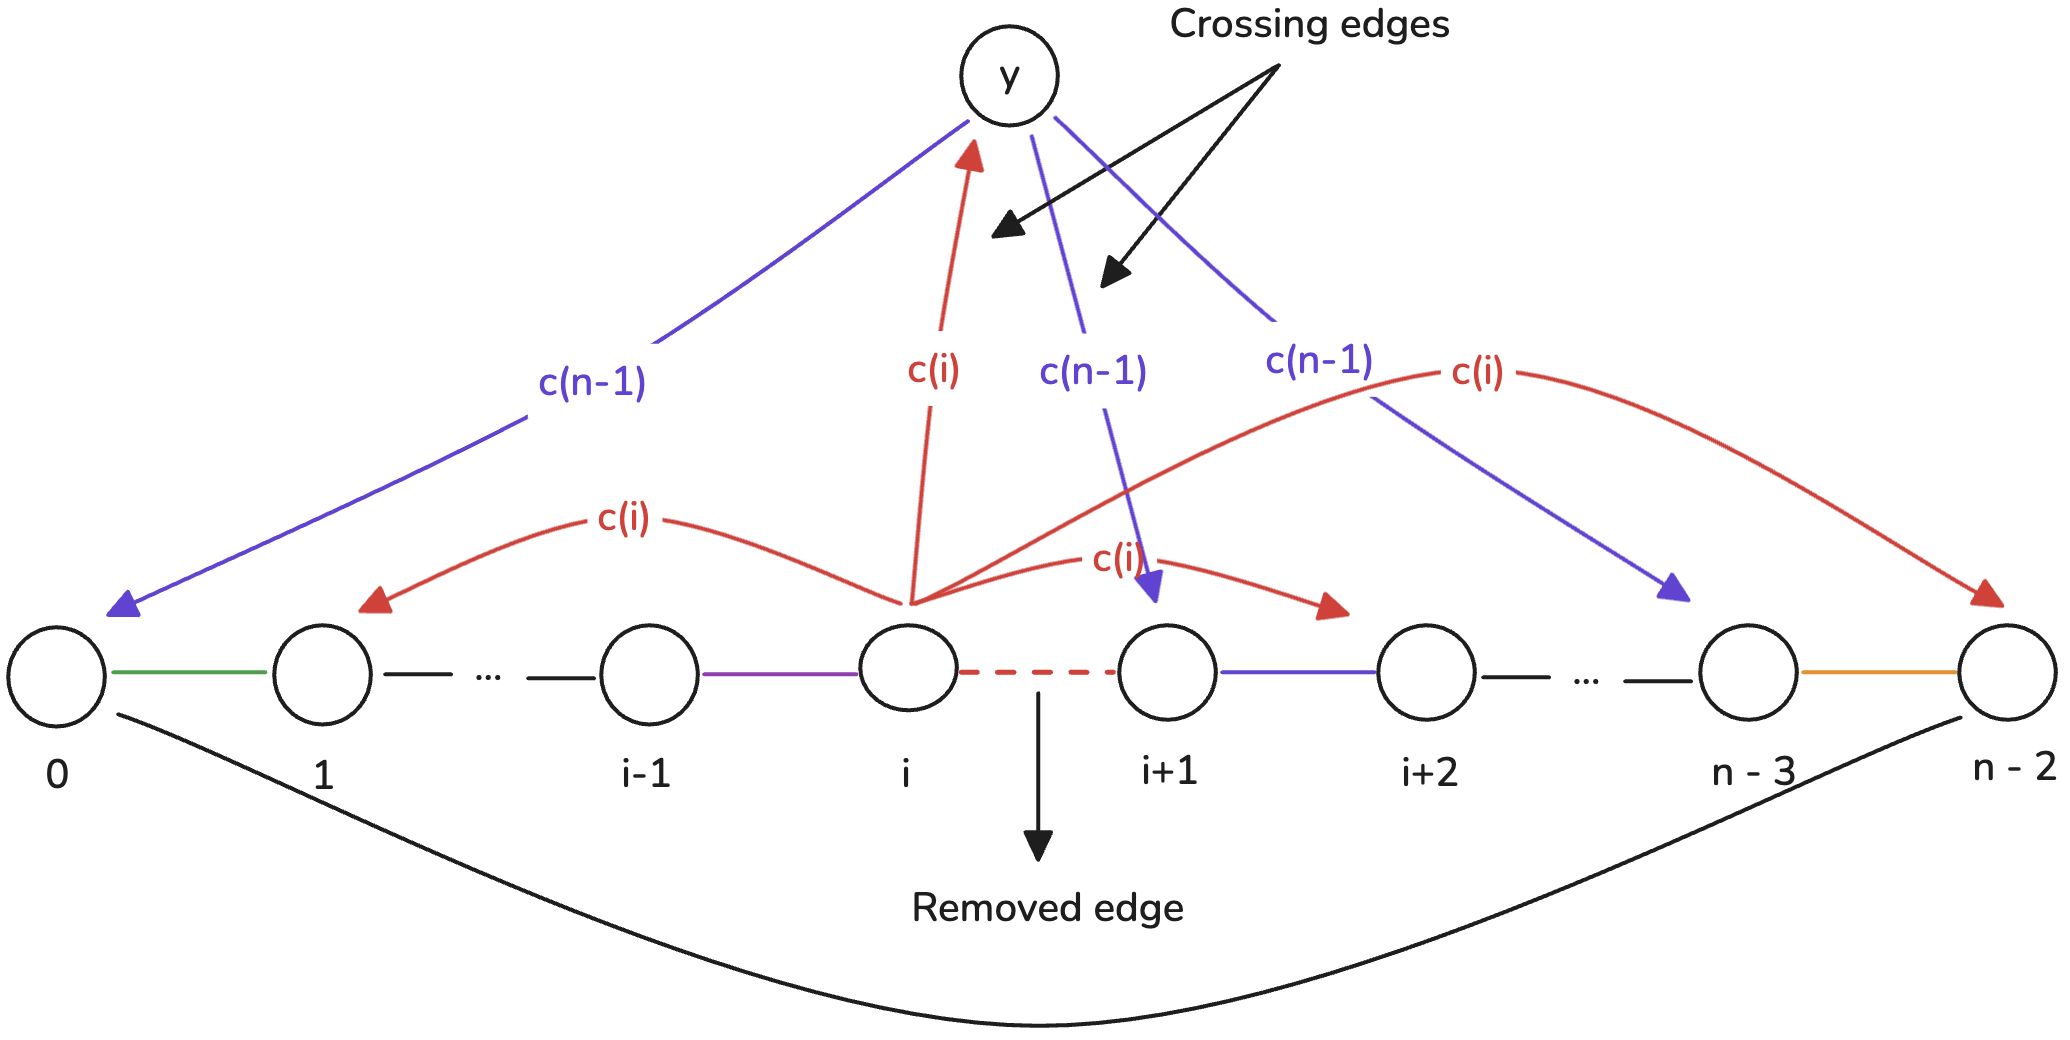 Crossing edges
y
c(n-1)
c(i)
c(n-1)
c(n-1)
c(i)
c(i)
c(i)
...
...
0
1
i-1
i
i+1
i+2
n - 3
n - 2
Removed edge